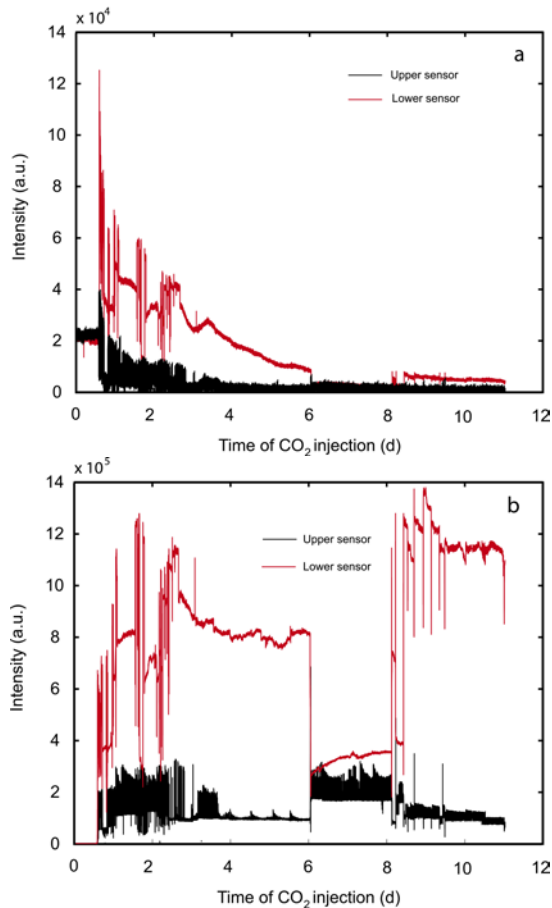 x 10⁴
14
a
Upper sensor
12
Lower sensor
10
8
Intensity (a.u.)
6
4
2
0
0 2 4 6 8 10 12
Time of CO₂ injection (d)
x 10⁵
14
b
12
Upper sensor
Lower sensor
10
8
Intensity (a.u.)
6
4
2
0
0 2 4 6 8 10 12
Time of CO₂ injection (d)